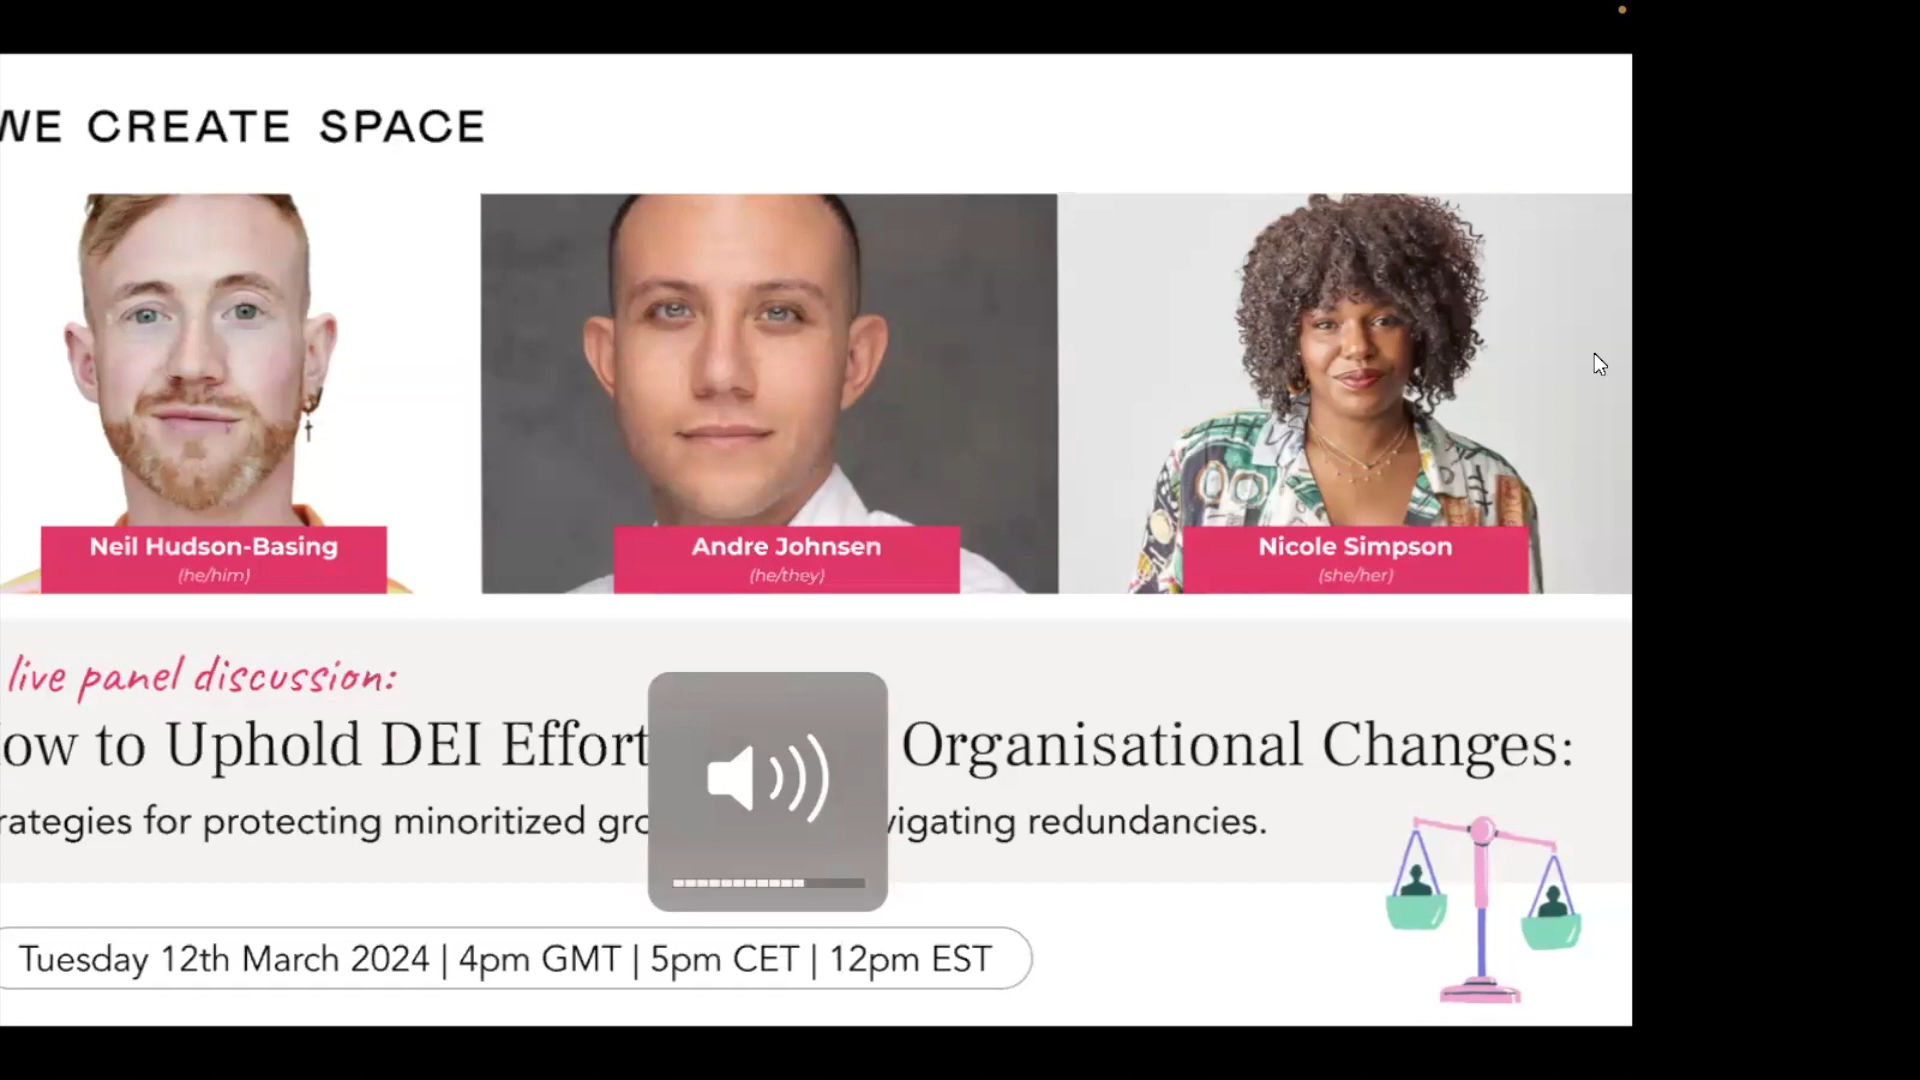 WE CREATE SPACE
Neil Hudson-Basing
(he/him)
Andre Johnsen
(he/they)
Nicole Simpson
(she/her)
live panel discussion:
ow to Uphold DEI Effort Organisational Changes:
rategies for protecting minoritized gro vigating redundancies.
Tuesday 12th March 2024 | 4pm GMT | 5pm CET | 12pm EST